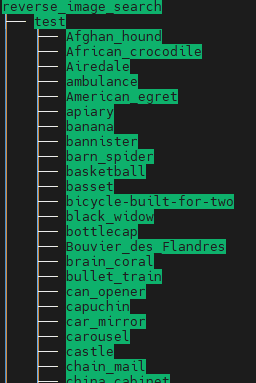 reverse_image_search
test
Afghan_hound
African_crocodile
Airedale
ambulance
American_egret
apiary
banana
bannister
barn_spider
basketball
basset
bicycle-built-for-two
black_widow
bottlecap
Bouvier_des_Flandres
brain_coral
bullet_train
can_opener
capuchin
car_mirror
carousel
castle
chain_mail
china_cabinet